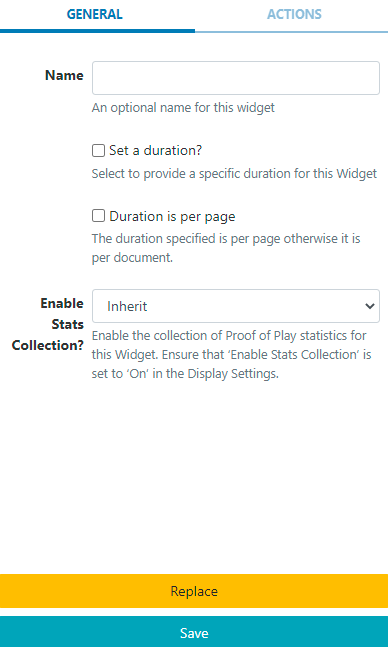 GENERAL ACTIONS
Name
An optional name for this widget
Set a duration?
Select to provide a specific duration for this Widget
Duration is per page
The duration specified is per page otherwise it is
per document.
Enable
Stats
Collection?
Inherit
Enable the collection of Proof of Play statistics for
this Widget. Ensure that ‘Enable Stats Collection’ is
set to ‘On’ in the Display Settings.
Replace
Save